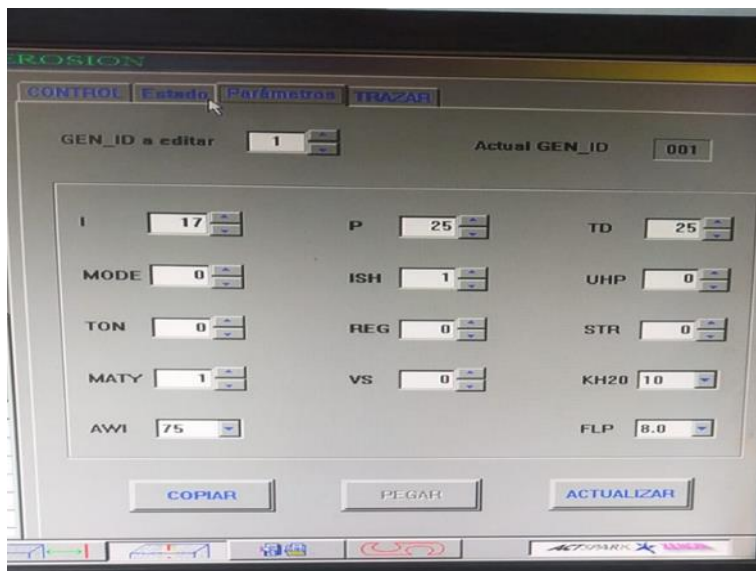 EROSION
CONTROL Estado Parámetros TRAZAR
GEN_ID a editar 1 Actual GEN_ID 001
I 17 P 25 TD 25
MODE 0 ISH 1 UHP 0
TON 0 REG 0 STR 0
MATY 1 VS 0 KH20 10
AWI 75 FLP 8.0
COPIAR PEGAR ACTUALIZAR
ACTSPARK